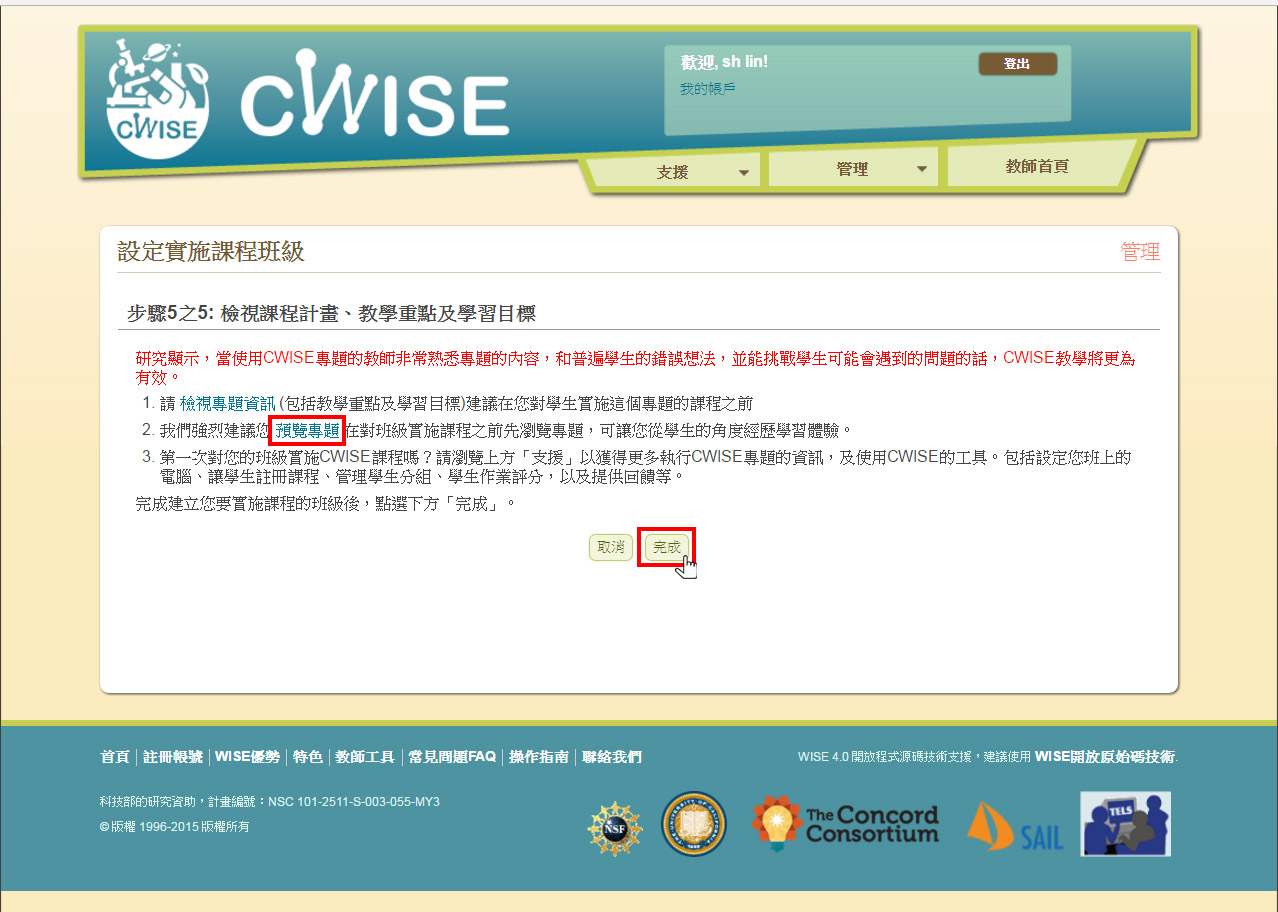 CWISE
CWISE
歡迎, sh lin!
登出
我的帳戶
支援
管理
教師首頁
設定實施課程班級
管理
步驟5之5: 檢視課程計畫、教學重點及學習目標
研究顯示，當使用CWISE專題的教師非常熟悉專題的內容，和普遍學生的錯誤想法，並能挑戰學生可能會遇到的問題的話，CWISE教學將更為
有效。
1. 請 檢視專題資訊 (包括教學重點及學習目標)建議在您對學生實施這個專題的課程之前
2. 我們強烈建議您 預覽專題 在對班級實施課程之前先瀏覽專題，可讓您從學生的角度經歷學習體驗。
3. 第一次對您的班級實施CWISE課程嗎？請瀏覽上方「支援」以獲得更多執行CWISE專題的資訊，及使用CWISE的工具。包括設定您班上的
電腦、讓學生註冊課程、管理學生分組、學生作業評分，以及提供回饋等。
完成建立您要實施課程的班級後，點選下方「完成」。
取消
完成
首頁 | 註冊帳號 | WISE優勢 | 特色 | 教師工具 | 常見問題FAQ | 操作指南 | 聯絡我們
WISE 4.0 開放程式源碼技術支援，建議使用 WISE開放原始碼技術.
科技部的研究資助，計畫編號：NSC 101-2511-S-003-055-MY3
© 版權 1996-2015 版權所有
NSF
The Concord
Consortium
SAIL
TELS